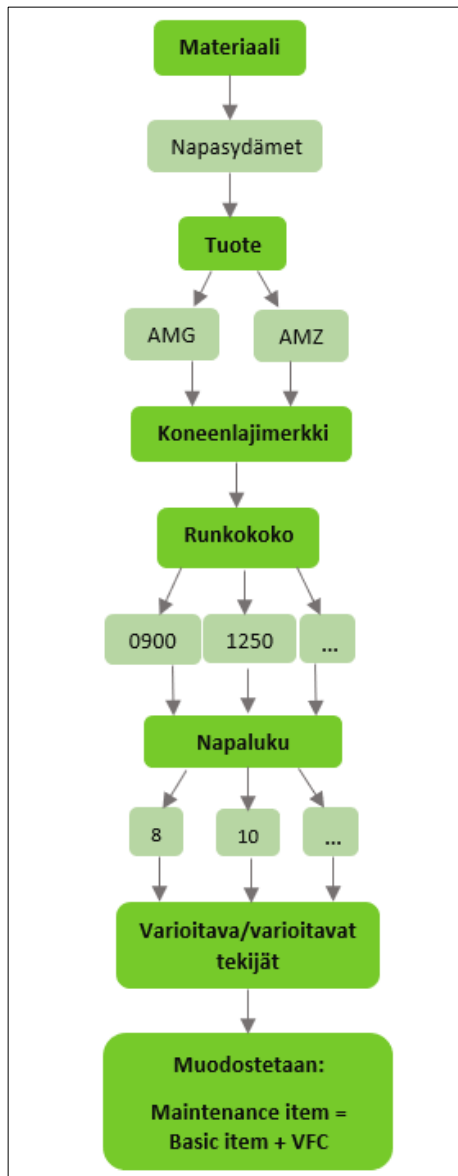 Materiaali
Napasydämet
Tuote
AMG
AMZ
Koneenlajimerkki
Runkokoko
0900
1250
...
Napaluku
8
10
...
Varioitava/varioitavat
tekijät
Muodostetaan:
Maintenance item =
Basic item + VFC